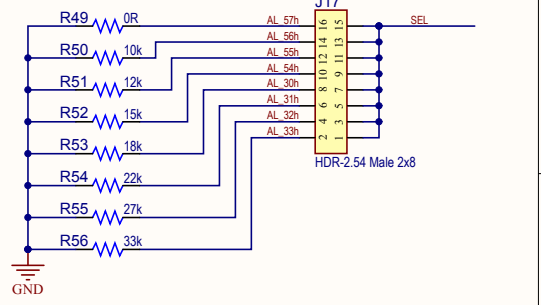 J17
R49 0R AL_57h 16 15 SEL
R50 10k AL_56h 14 13
R51 12k AL_55h 12 11
R52 15k AL_54h 10 9
R53 18k AL_30h 8 7
R54 22k AL_31h 6 5
R55 27k AL_32h 4 3
R56 33k AL_33h 2 1
HDR-2.54 Male 2x8
GND